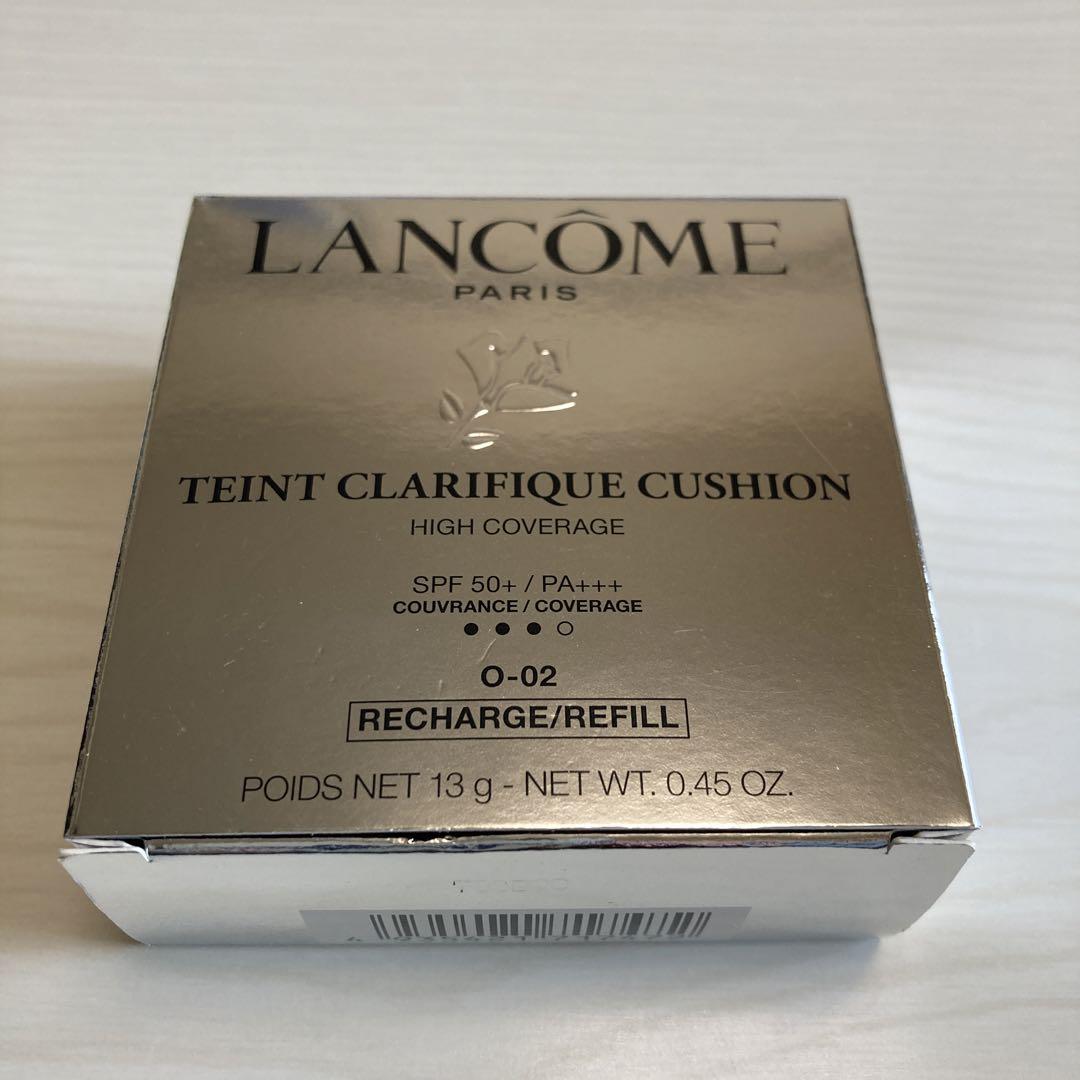 LANCÔME
PARIS
TEINT CLARIFIQUE CUSHION
HIGH COVERAGE
SPF 50+ / PA+++
COUVRANCE / COVERAGE
O-02
RECHARGE/REFILL
POIDS NET 13 g - NET WT. 0.45 OZ.